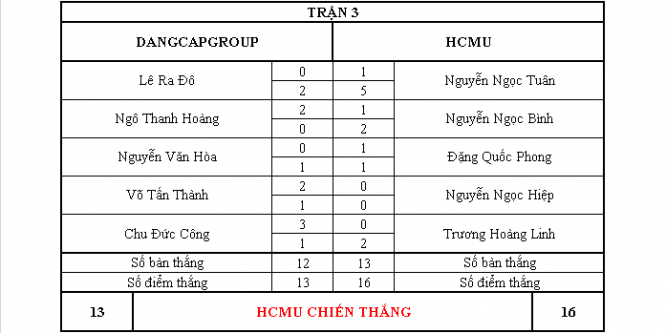 TRẬN 3
DANGCAPGROUP HCMU
Lê Ra Đô 0 1 Nguyễn Ngọc Tuân
2 5
Ngô Thanh Hoàng 2 1 Nguyễn Ngọc Bình
0 2
Nguyễn Văn Hòa 0 1 Đặng Quốc Phong
1 1
Võ Tấn Thành 2 0 Nguyễn Ngọc Hiệp
1 0
Chu Đức Công 3 0 Trương Hoàng Linh
1 2
Số bàn thắng 12 13 Số bàn thắng
Số điểm thắng 13 16 Số điểm thắng
13 HCMU CHIẾN THẮNG 16